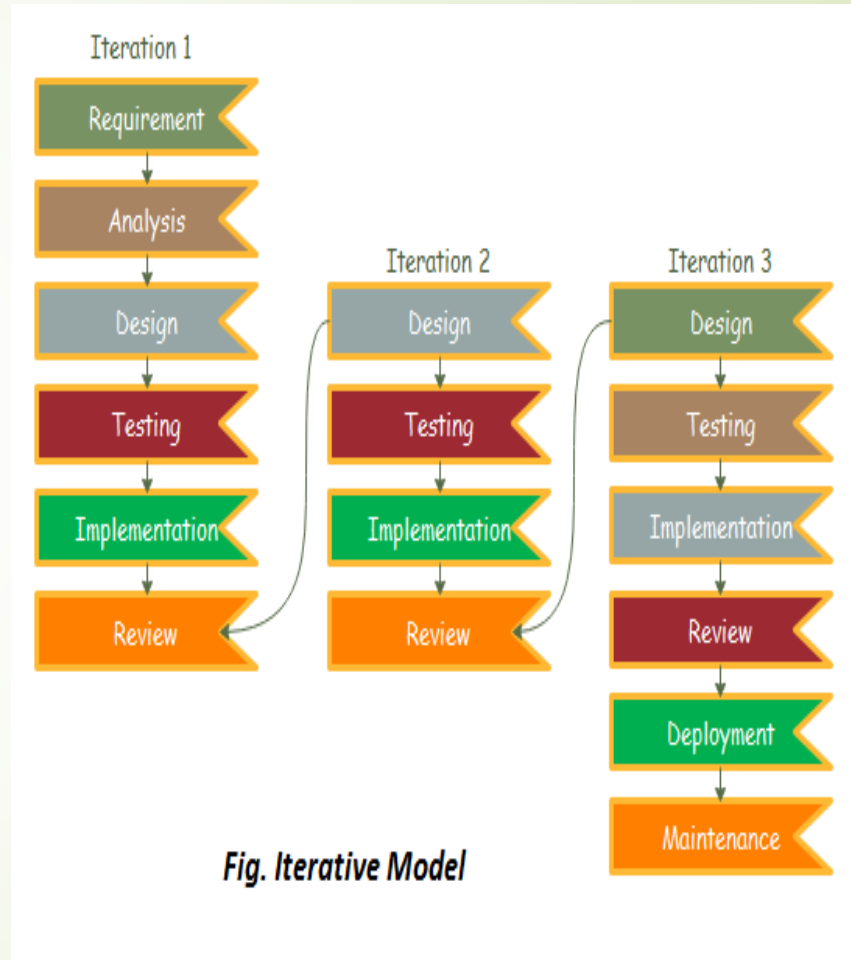 Iteration 1
Requirement
Analysis
Design
Testing
Implementation
Review
Iteration 2
Design
Testing
Implementation
Review
Iteration 3
Design
Testing
Implementation
Review
Deployment
Maintenance
Fig. Iterative Model